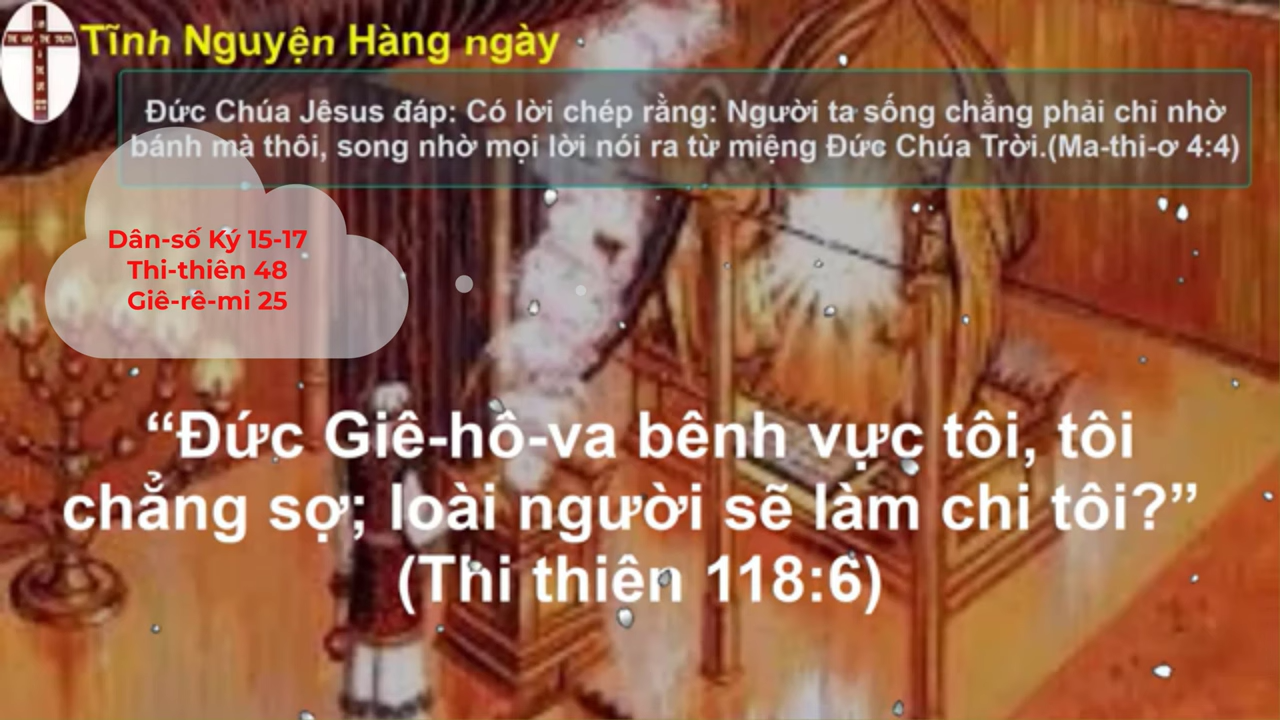 Tĩnh Nguyện Hàng ngày
Đức Chúa Jêsus đáp: Có lời chép rằng: Người ta sống chẳng phải chỉ nhờ
bánh mà thôi, song nhờ mọi lời nói ra từ miệng Đức Chúa Trời.(Ma-thi-ơ 4:4)
Dân-số Ký 15-17
Thi-thiên 48
Giê-rê-mi 25
“Đức Giê-hô-va bênh vực tôi, tôi
chẳng sợ; loài người sẽ làm chi tôi?”
(Thi thiên 118:6)